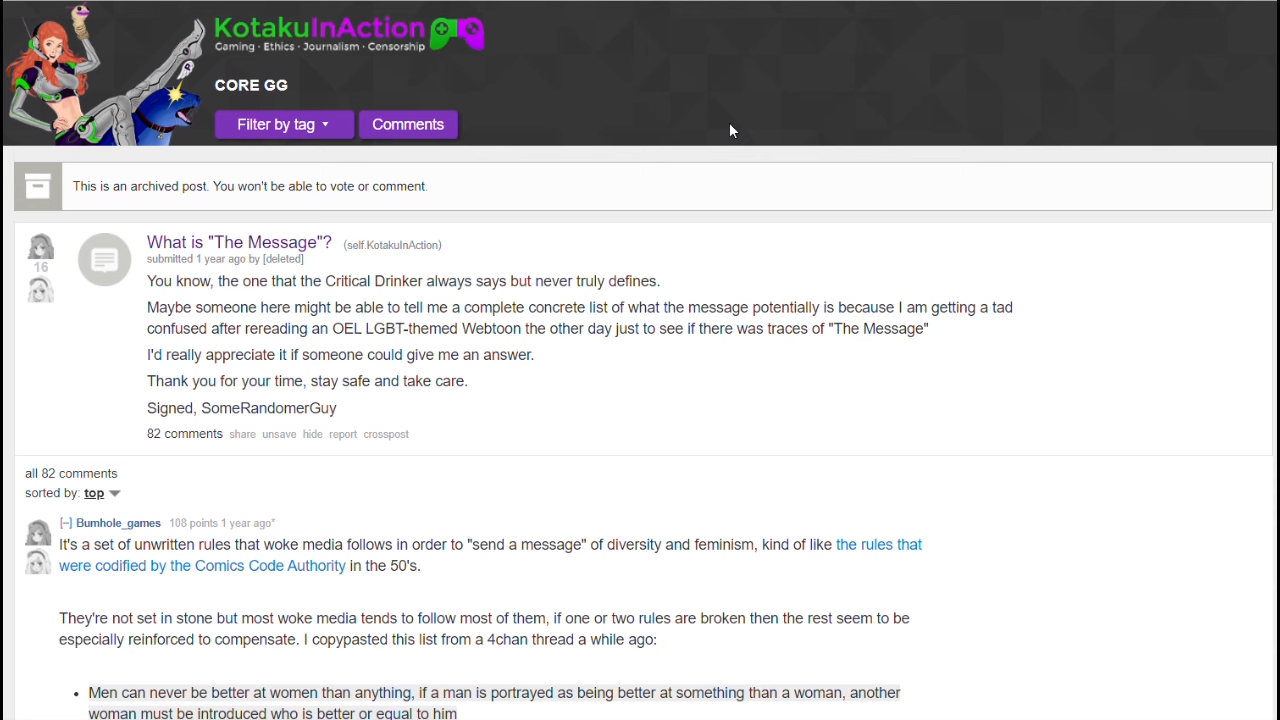 KotakuInAction
Gaming · Ethics · Journalism · Censorship
CORE GG
Filter by tag
Comments
This is an archived post. You won't be able to vote or comment.
What is "The Message"? (self.KotakuInAction)
16
submitted 1 year ago by [deleted]
You know, the one that the Critical Drinker always says but never truly defines.
Maybe someone here might be able to tell me a complete concrete list of what the message potentially is because I am getting a tad
confused after rereading an OEL LGBT-themed Webtoon the other day just to see if there was traces of "The Message"
I'd really appreciate it if someone could give me an answer.
Thank you for your time, stay safe and take care.
Signed, SomeRandomerGuy
82 comments share unsave hide report crosspost
all 82 comments
sorted by: top
[–] Bumhole_games 108 points 1 year ago*
It's a set of unwritten rules that woke media follows in order to "send a message" of diversity and feminism, kind of like the rules that
were codified by the Comics Code Authority in the 50's.
They're not set in stone but most woke media tends to follow most of them, if one or two rules are broken then the rest seem to be
especially reinforced to compensate. I copypasted this list from a 4chan thread a while ago:
• Men can never be better at women than anything, if a man is portrayed as being better at something than a woman, another
woman must be introduced who is better or equal to him